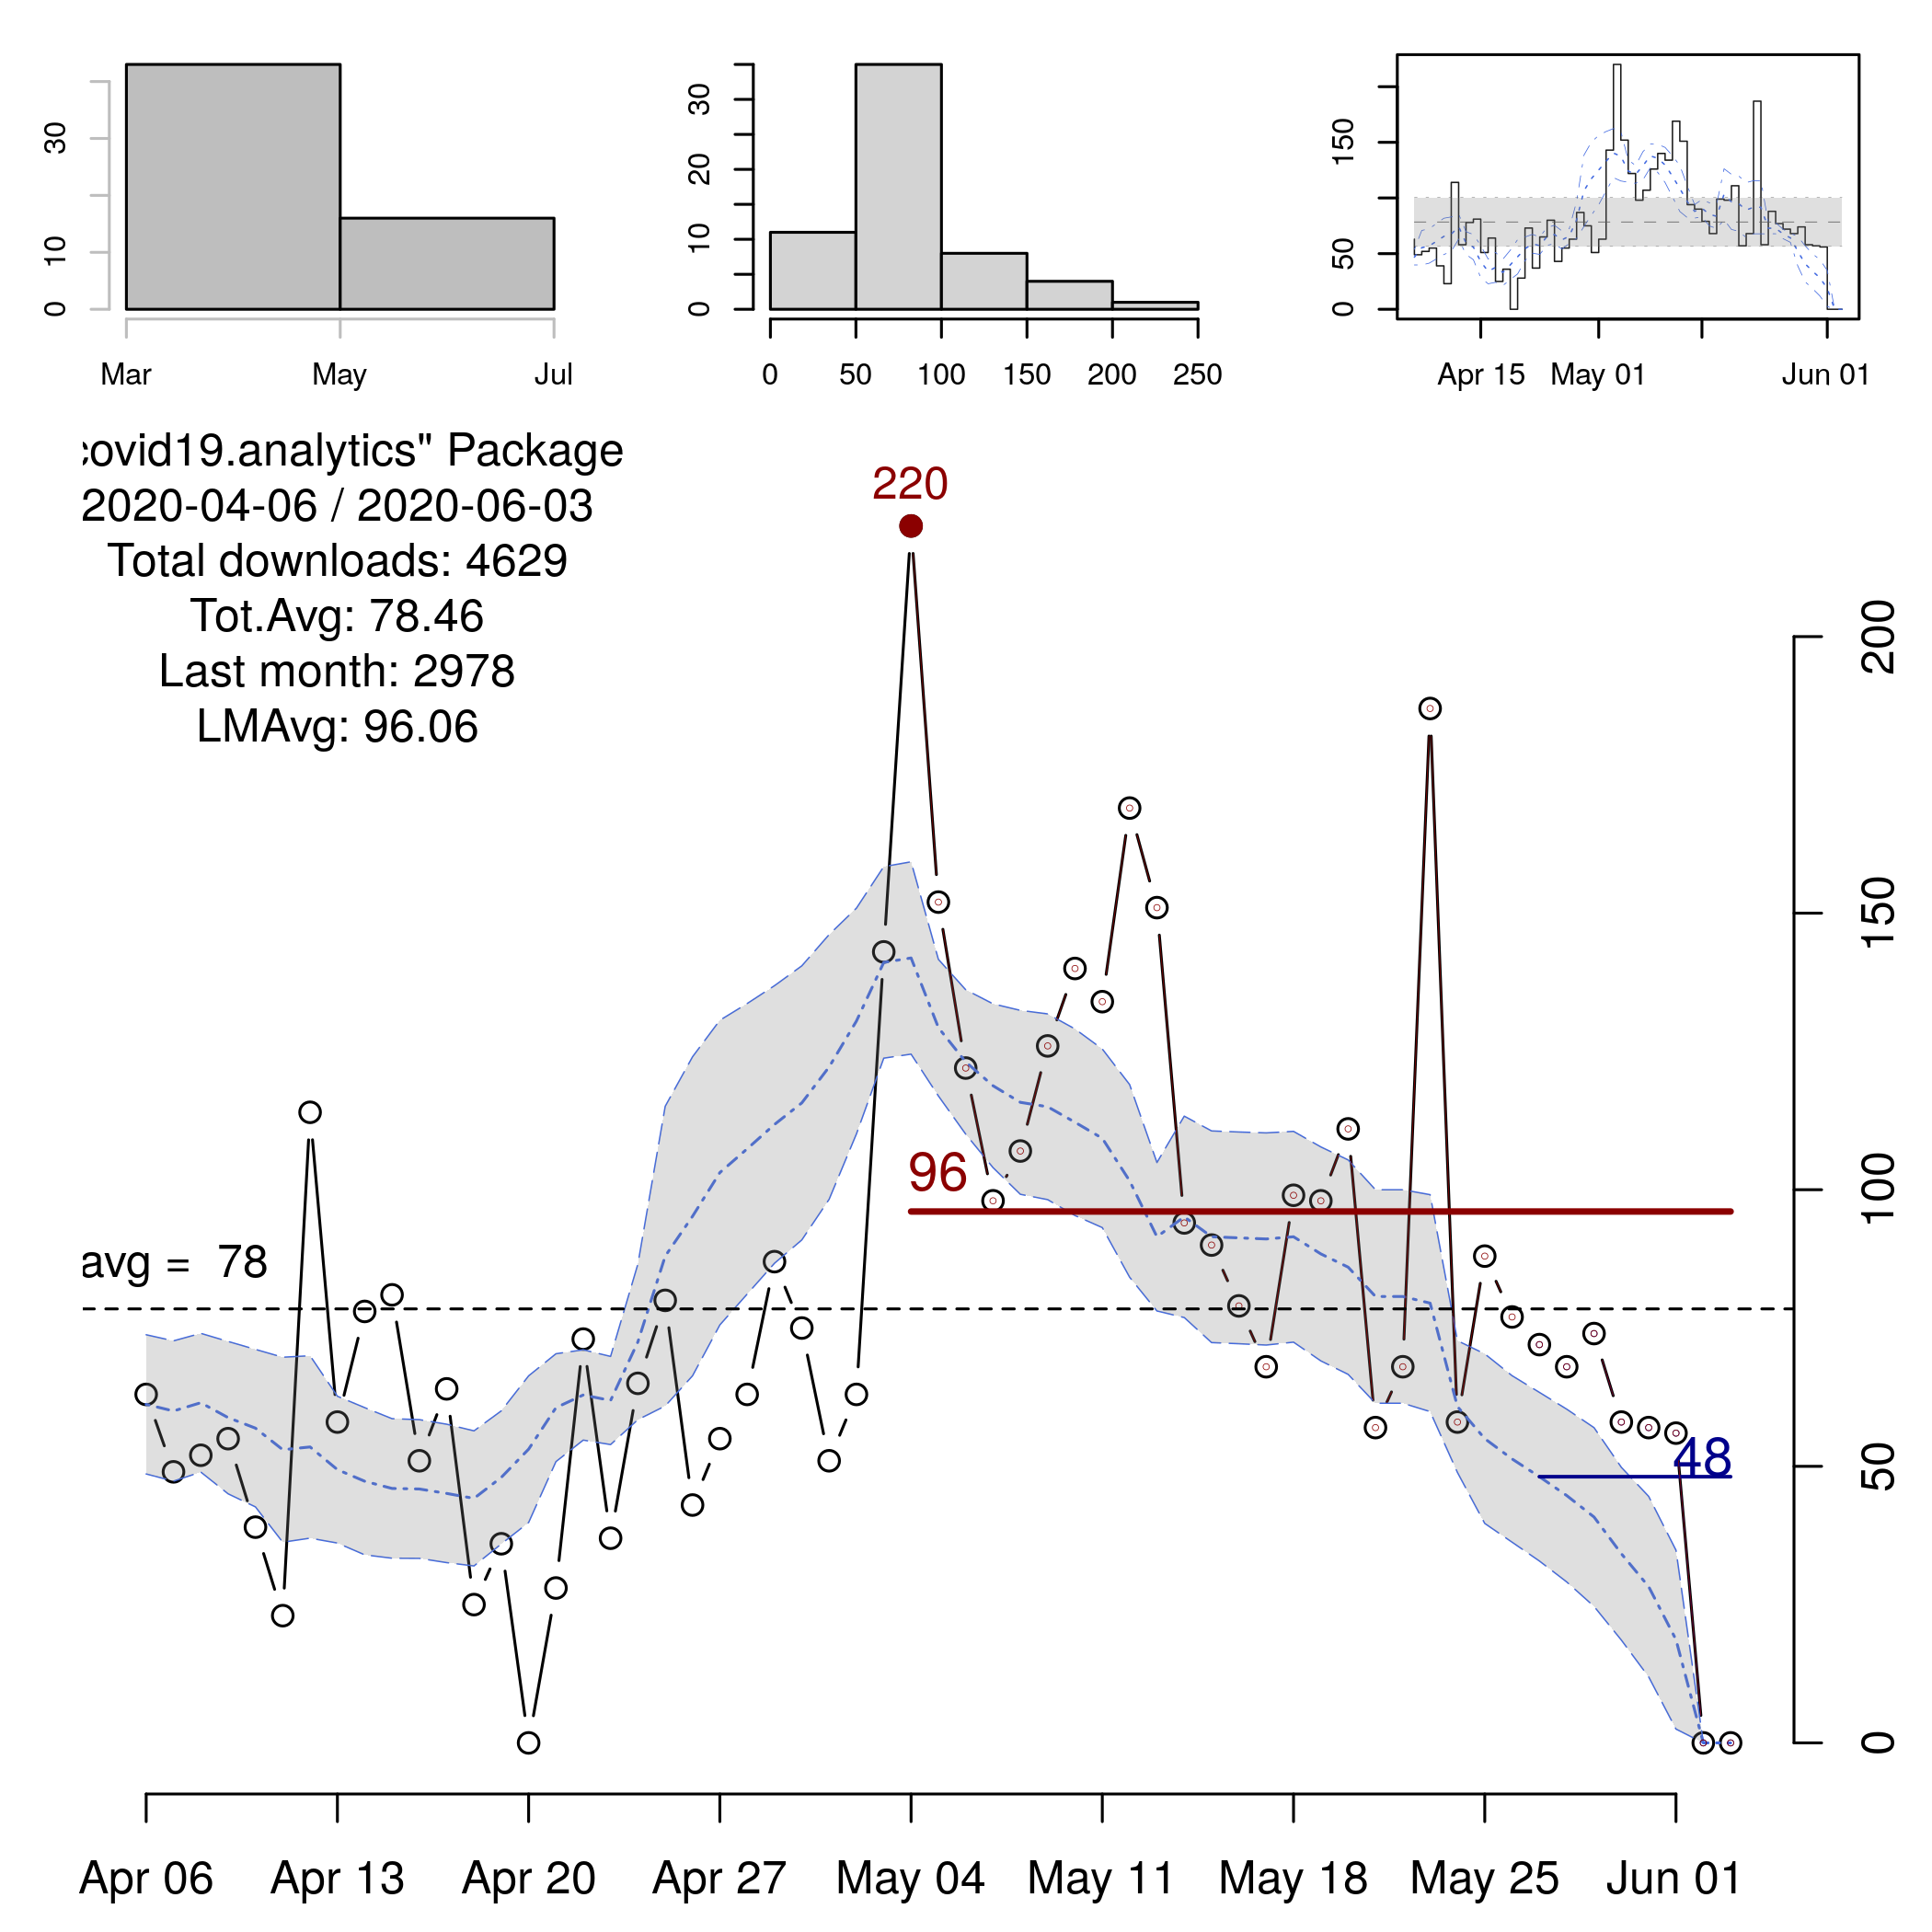 30
10
0
Mar May Jul
30
20
10
0
0 50 100 150 200 250
150
50
0
Apr 15 May 01 Jun 01
covid19.analytics" Package
2020-04-06 / 2020-06-03
Total downloads: 4629
Tot.Avg: 78.46
Last month: 2978
LMAvg: 96.06
220
96
avg = 78
48
200
150
100
50
0
Apr 06 Apr 13 Apr 20 Apr 27 May 04 May 11 May 18 May 25 Jun 01